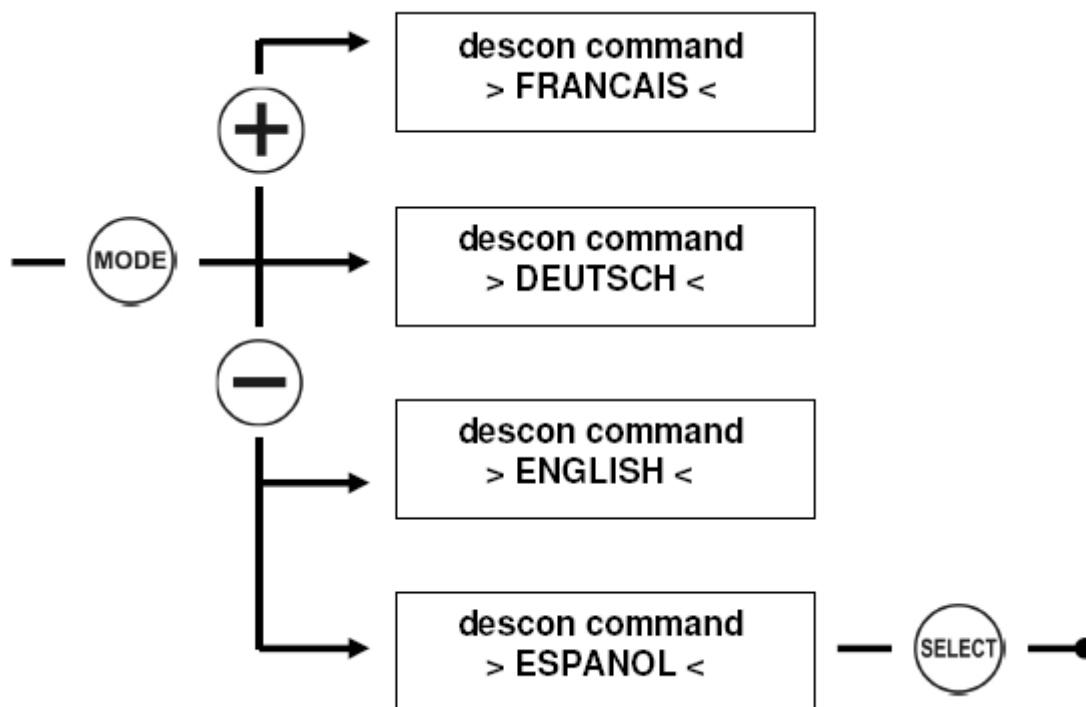 descon command
> FRANCAIS <
+
descon command
> DEUTSCH <
MODE
−
descon command
> ENGLISH <
descon command
> ESPANOL <
SELECT